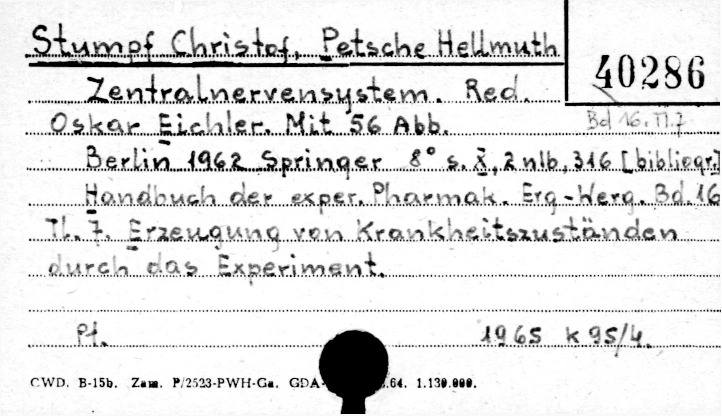 Stumpf Christof, Petsche Hellmuth
40286
Zentralnervensystem. Red.
Bd 16. Tl. 7
Oskar Eichler. Mit 56 Abb.
Berlin 1962 Springer 8° s. X, 2 nlb, 316 [bibliogr.]
Handbuch der exper. Pharmak. Erg-Werg. Bd. 16
Tl. 7. Erzeugung von Krankheitszuständen
durch das Experiment.
Pf. 1965 k 95/4.
CWD. B-15b. Zam. P/2523-PWH-Ga. GDA- .64. 1.130.000.